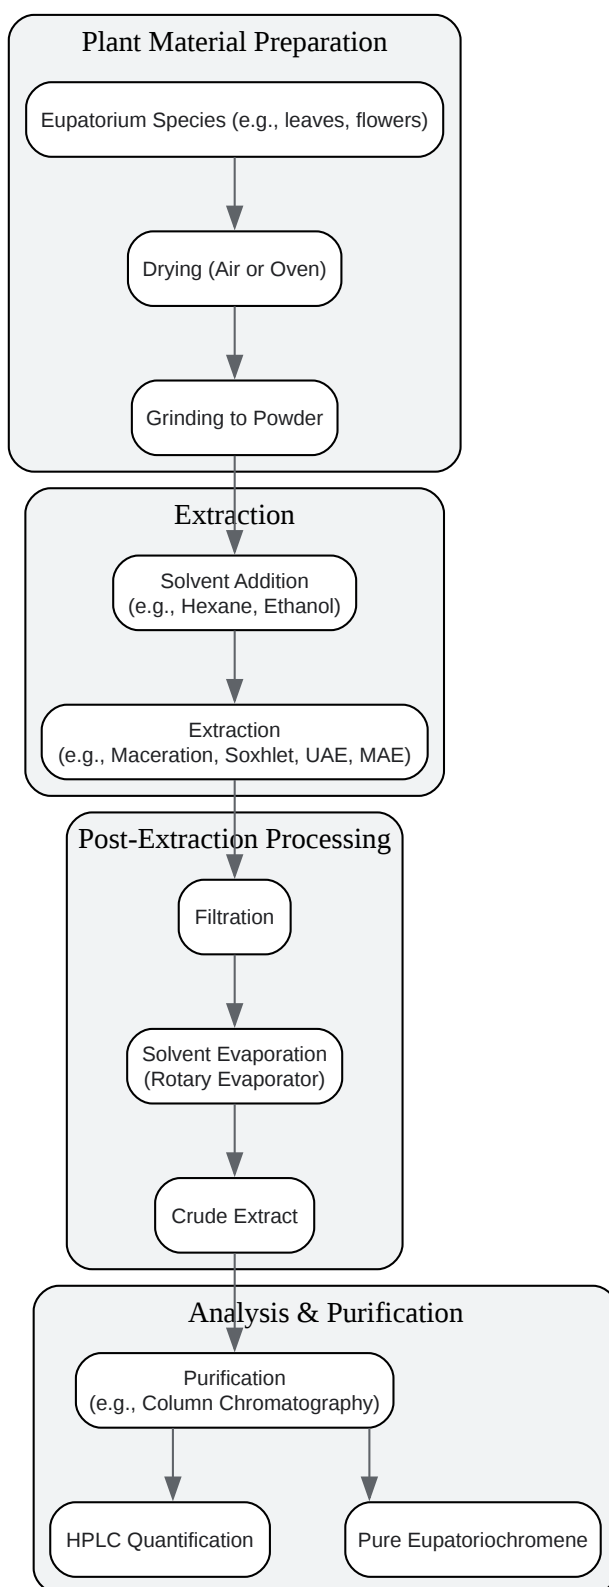 Plant Material Preparation
Eupatorium Species (e.g., leaves, flowers)
Drying (Air or Oven)
Grinding to Powder
Extraction
Solvent Addition
(e.g., Hexane, Ethanol)
Extraction
(e.g., Maceration, Soxhlet, UAE, MAE)
Post-Extraction Processing
Filtration
Solvent Evaporation
(Rotary Evaporator)
Crude Extract
Analysis & Purification
Purification
(e.g., Column Chromatography)
HPLC Quantification
Pure Eupatoriochromene